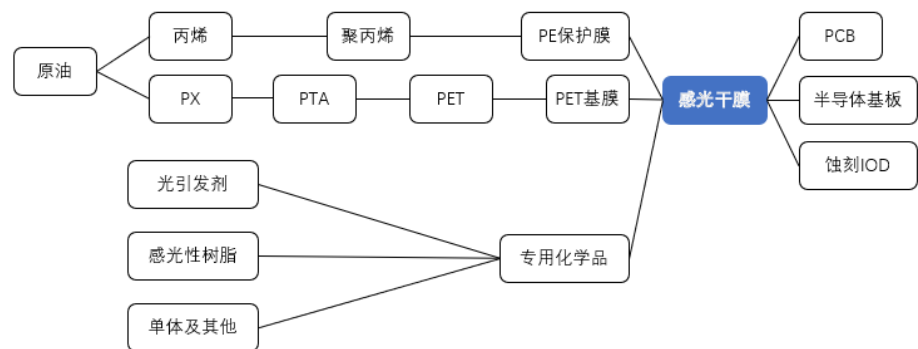 原油
丙烯
聚丙烯
PE保护膜
PX
PTA
PET
PET基膜
感光干膜
PCB
半导体基板
蚀刻IOD
光引发剂
感光性树脂
单体及其他
专用化学品